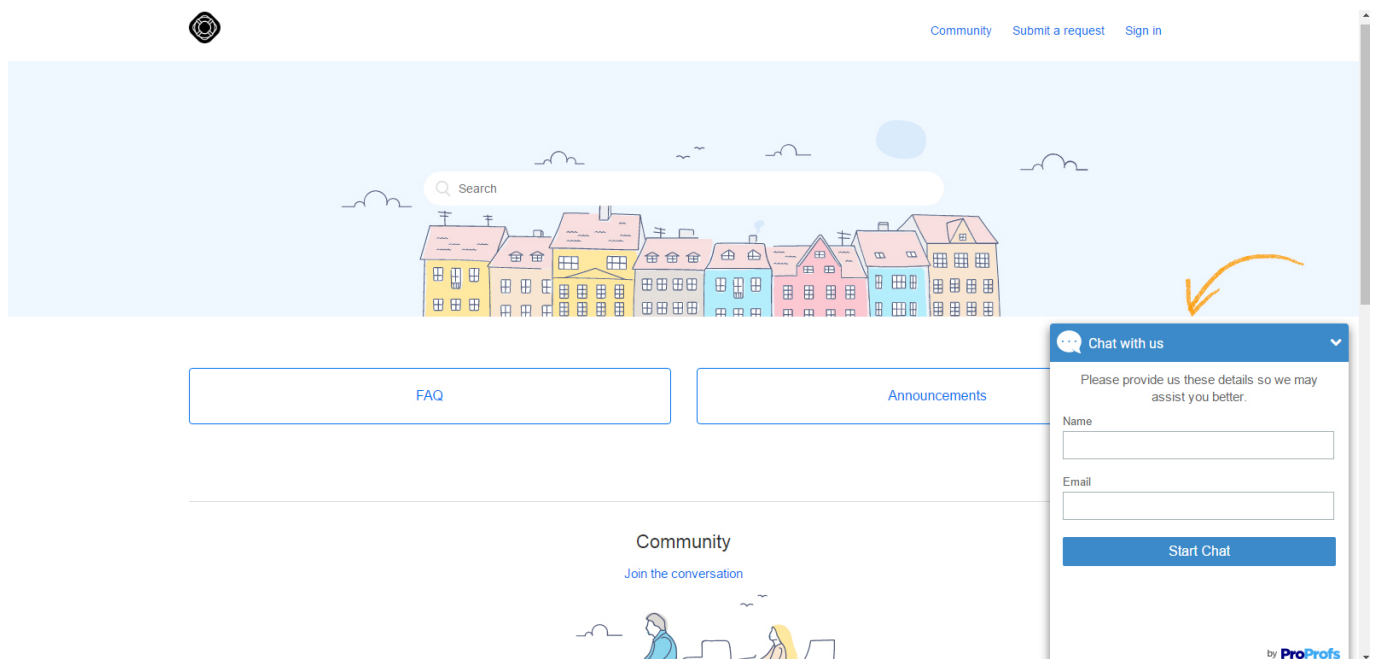 Community Submit a request Sign in
Search
FAQ
Announcements
Community
Join the conversation
Chat with us
Please provide us these details so we may
assist you better.
Name
Email
Start Chat
by ProProfs